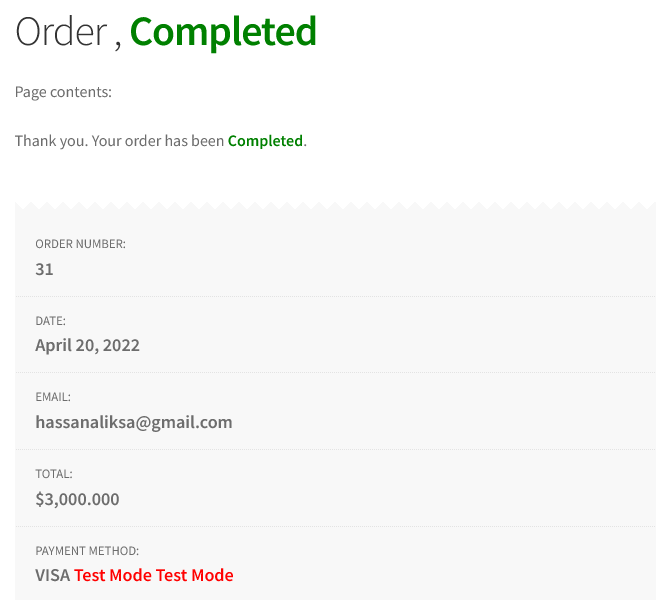 Order , Completed
Page contents:
Thank you. Your order has been Completed.
ORDER NUMBER:
31
DATE:
April 20, 2022
EMAIL:
hassanaliksa@gmail.com
TOTAL:
$3,000.000
PAYMENT METHOD:
VISA Test Mode Test Mode